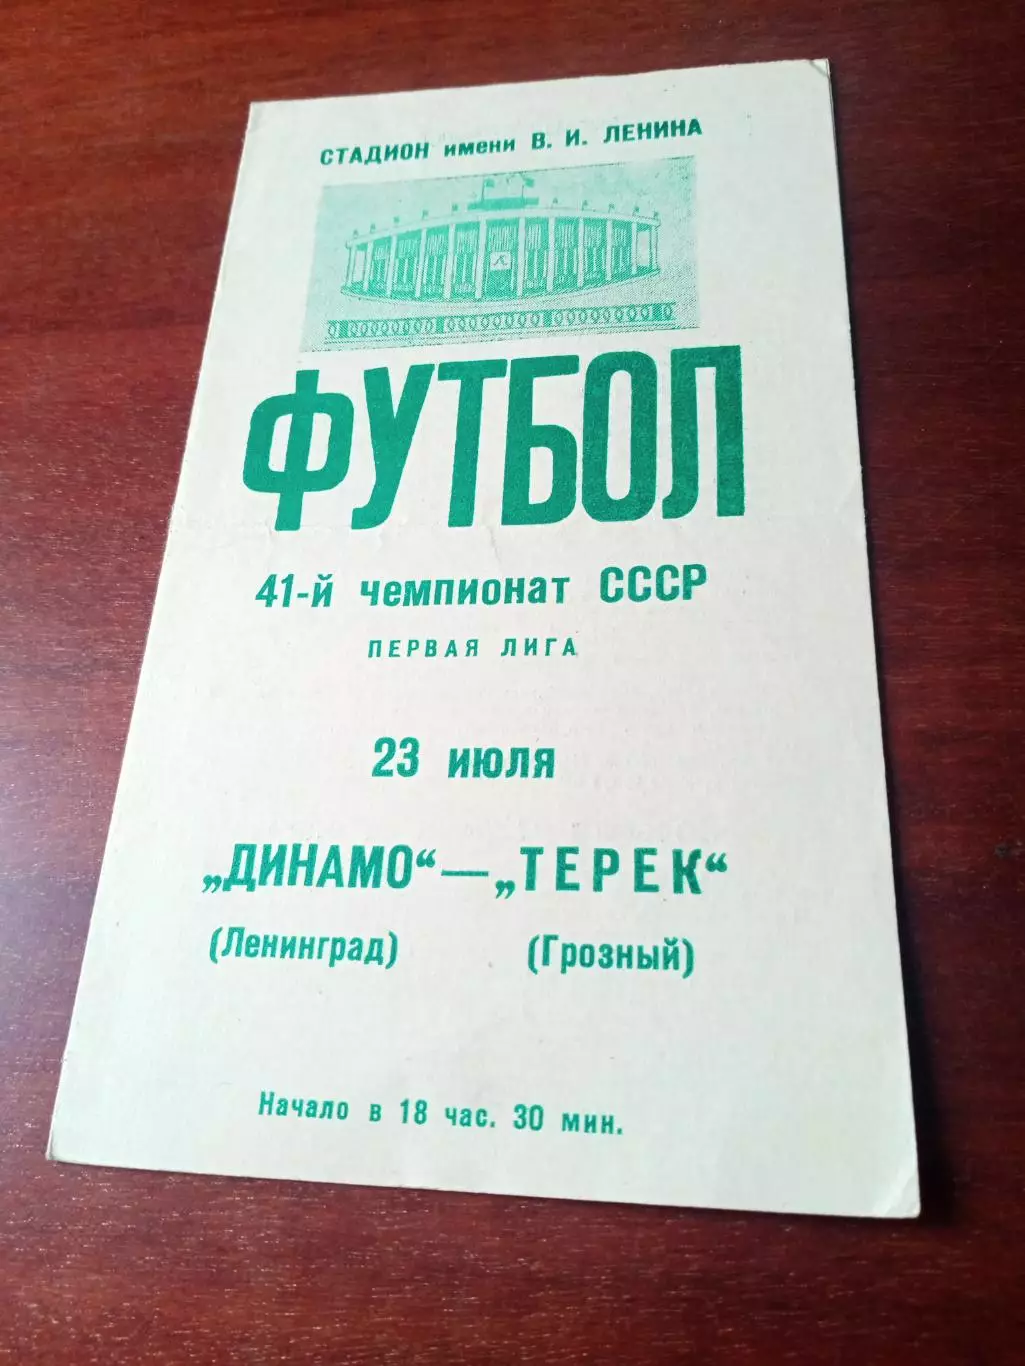 СТАДИОН имени В. И. ЛЕНИНА
ФУТБОЛ
41-й чемпионат СССР
ПЕРВАЯ ЛИГА
23 июля
„ДИНАМО“ — „ТЕРЕК“
(Ленинград) (Грозный)
Начало в 18 час. 30 мин.